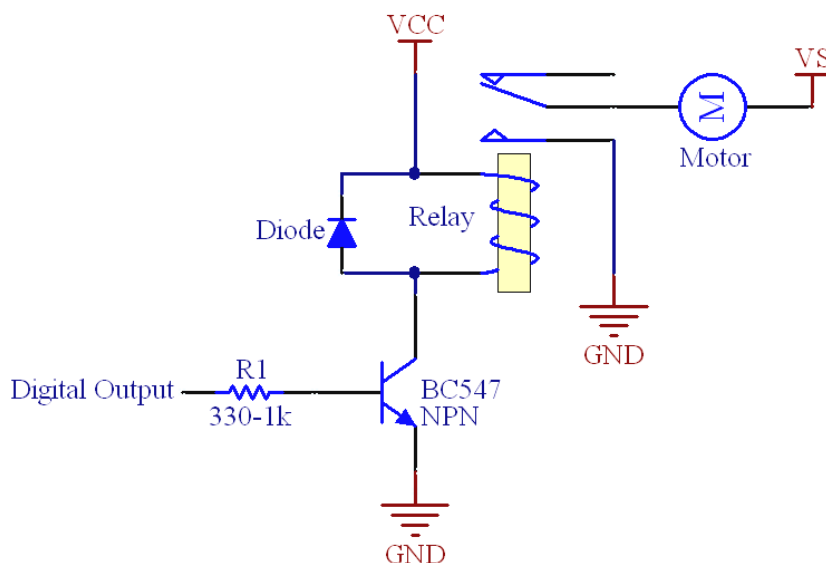 VCC
VS
M
Motor
Diode
Relay
GND
R1
Digital Output
330-1k
BC547
NPN
GND